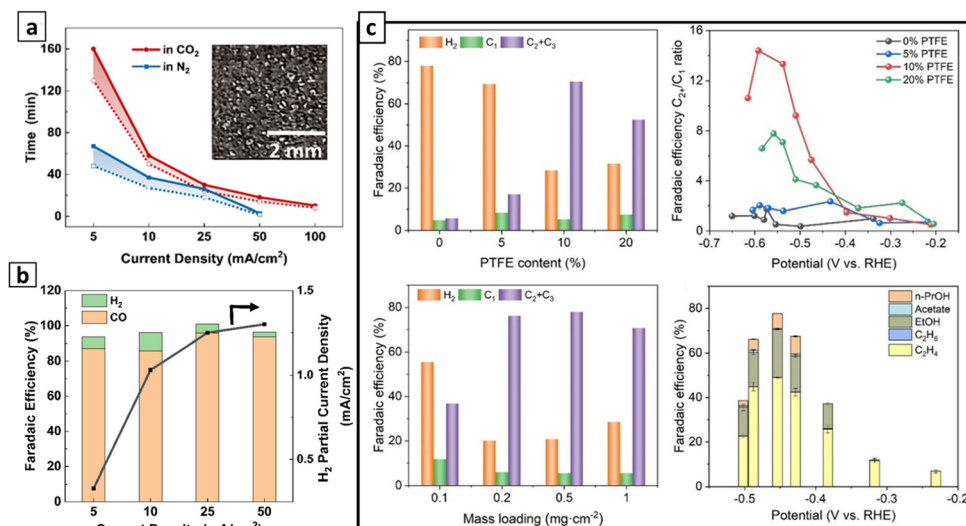 a
in CO₂
in N₂
2 mm
160
120
80
40
0
Time (min)
5 10 25 50 100
Current Density (mA/cm²)
b
H₂
CO
120
100
80
60
40
20
0
Faradaic Efficiency (%)
1.5
1.0
0.5
H₂ Partial Current Density
(mA/cm²)
5 10 25 50
c
H₂ C₁ C₂+C₃
80
60
40
20
0
Faradaic efficiency (%)
0 5 10 20
PTFE content (%)
0% PTFE
5% PTFE
10% PTFE
20% PTFE
16
12
8
4
0
Faradaic efficiency C₂₊/C₁ ratio
-0.7 -0.6 -0.5 -0.4 -0.3 -0.2
Potential (V vs. RHE)
H₂ C₁ C₂+C₃
80
60
40
20
0
Faradaic efficiency (%)
0.1 0.2 0.5 1
Mass loading (mg·cm⁻²)
n-PrOH
Acetate
EtOH
C₂H₆
C₂H₄
80
60
40
20
0
Faradaic efficiency (%)
-0.5 -0.4 -0.3 -0.2
Potential (V vs. RHE)